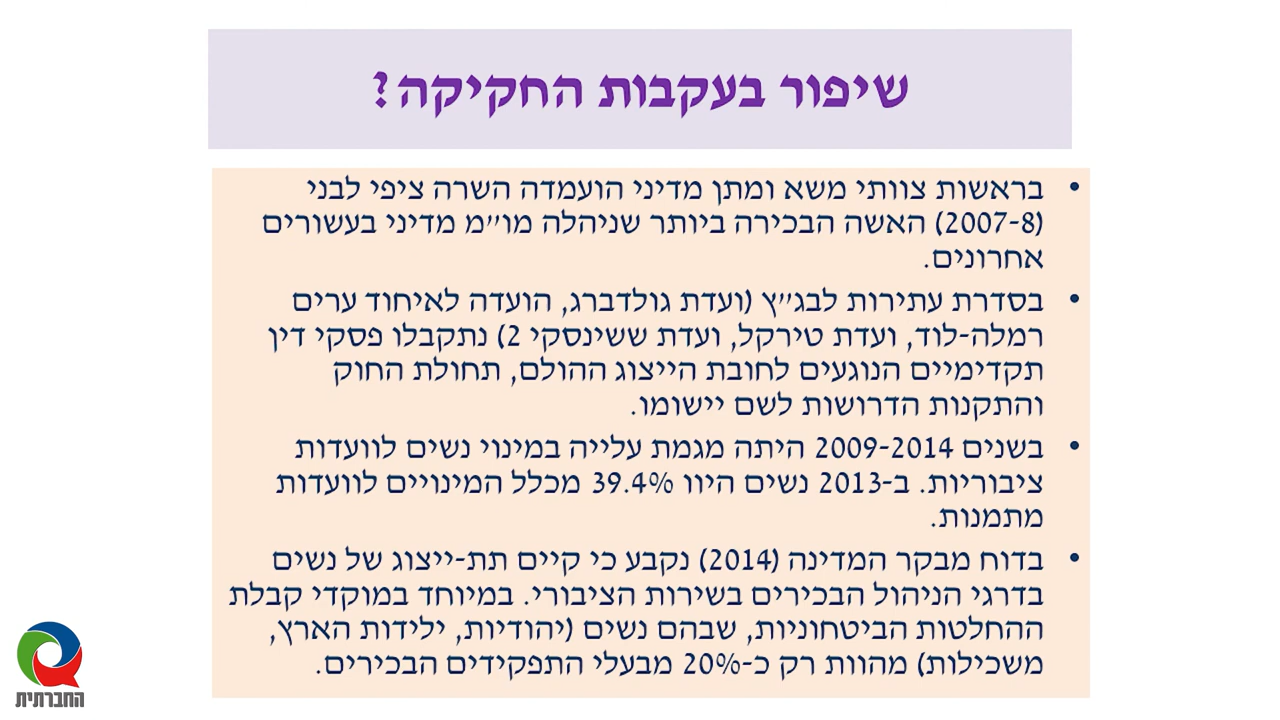 שיפור בעקבות החקיקה?
• בראשות צוותי משא ומתן מדיני הועמדה השרה ציפי לבני
(2007-8) האשה הבכירה ביותר שניהלה מו"מ מדיני בעשורים
אחרונים.
• בסדרת עתירות לבג"ץ (ועדת גולדברג, הועדה לאיחוד ערים
רמלה-לוד, ועדת טירקל, ועדת ששינסקי 2) נתקבלו פסקי דין
תקדימיים הנוגעים לחובת הייצוג ההולם, תחולת החוק
והתקנות הדרושות לשם יישומו.
• בשנים 2009-2014 היתה מגמת עלייה במינוי נשים לוועדות
ציבוריות. ב-2013 נשים היוו 39.4% מכלל המינויים לוועדות
מתמנות.
• בדוח מבקר המדינה (2014) נקבע כי קיים תת-ייצוג של נשים
בדרגי הניהול הבכירים בשירות הציבורי. במיוחד במוקדי קבלת
ההחלטות הביטחוניות, שבהם נשים (יהודיות, ילידות הארץ,
משכילות) מהוות רק כ-20% מבעלי התפקידים הבכירים.
החברתית